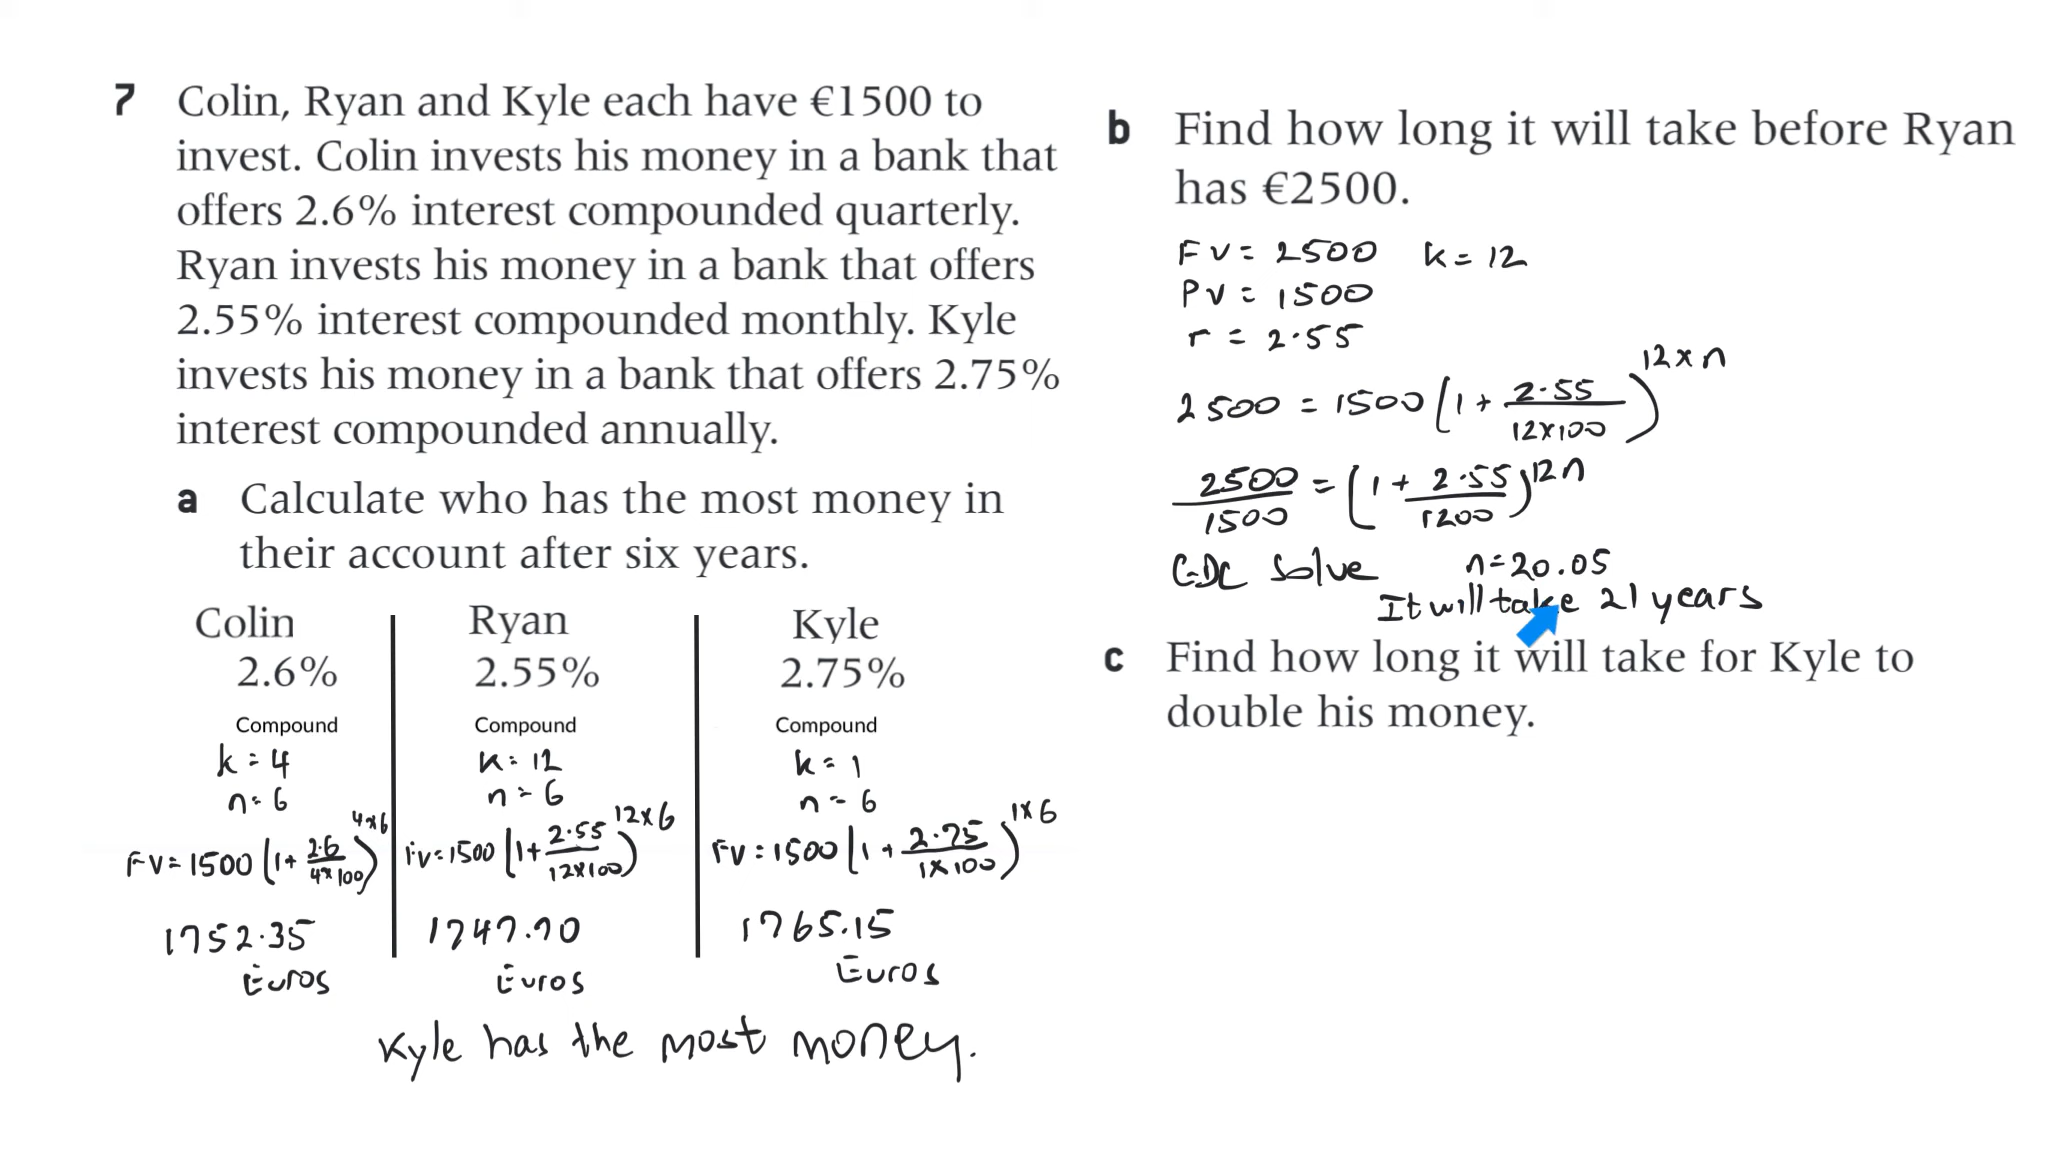 7 Colin, Ryan and Kyle each have €1500 to
invest. Colin invests his money in a bank that
offers 2.6% interest compounded quarterly.
Ryan invests his money in a bank that offers
2.55% interest compounded monthly. Kyle
invests his money in a bank that offers 2.75%
interest compounded annually.
a Calculate who has the most money in
their account after six years.
Colin
2.6%
Compound
k = 4
n = 6
FV = 1500 (1 + 2.6/4×100)^4×6
1752.35
Euros
Ryan
2.55%
Compound
k = 12
n = 6
FV = 1500 (1 + 2.55/12×100)^12×6
1747.70
Euros
Kyle
2.75%
Compound
k = 1
n = 6
FV = 1500 (1 + 2.75/1×100)^1×6
1765.15
Euros
Kyle has the most money.
b Find how long it will take before Ryan
has €2500.
FV = 2500 k = 12
PV = 1500
r = 2.55
2500 = 1500 (1 + 2.55/12×100)^12×n
2500/1500 = (1 + 2.55/1200)^12n
GDC Solve n = 20.05
It will take 21 years
c Find how long it will take for Kyle to
double his money.